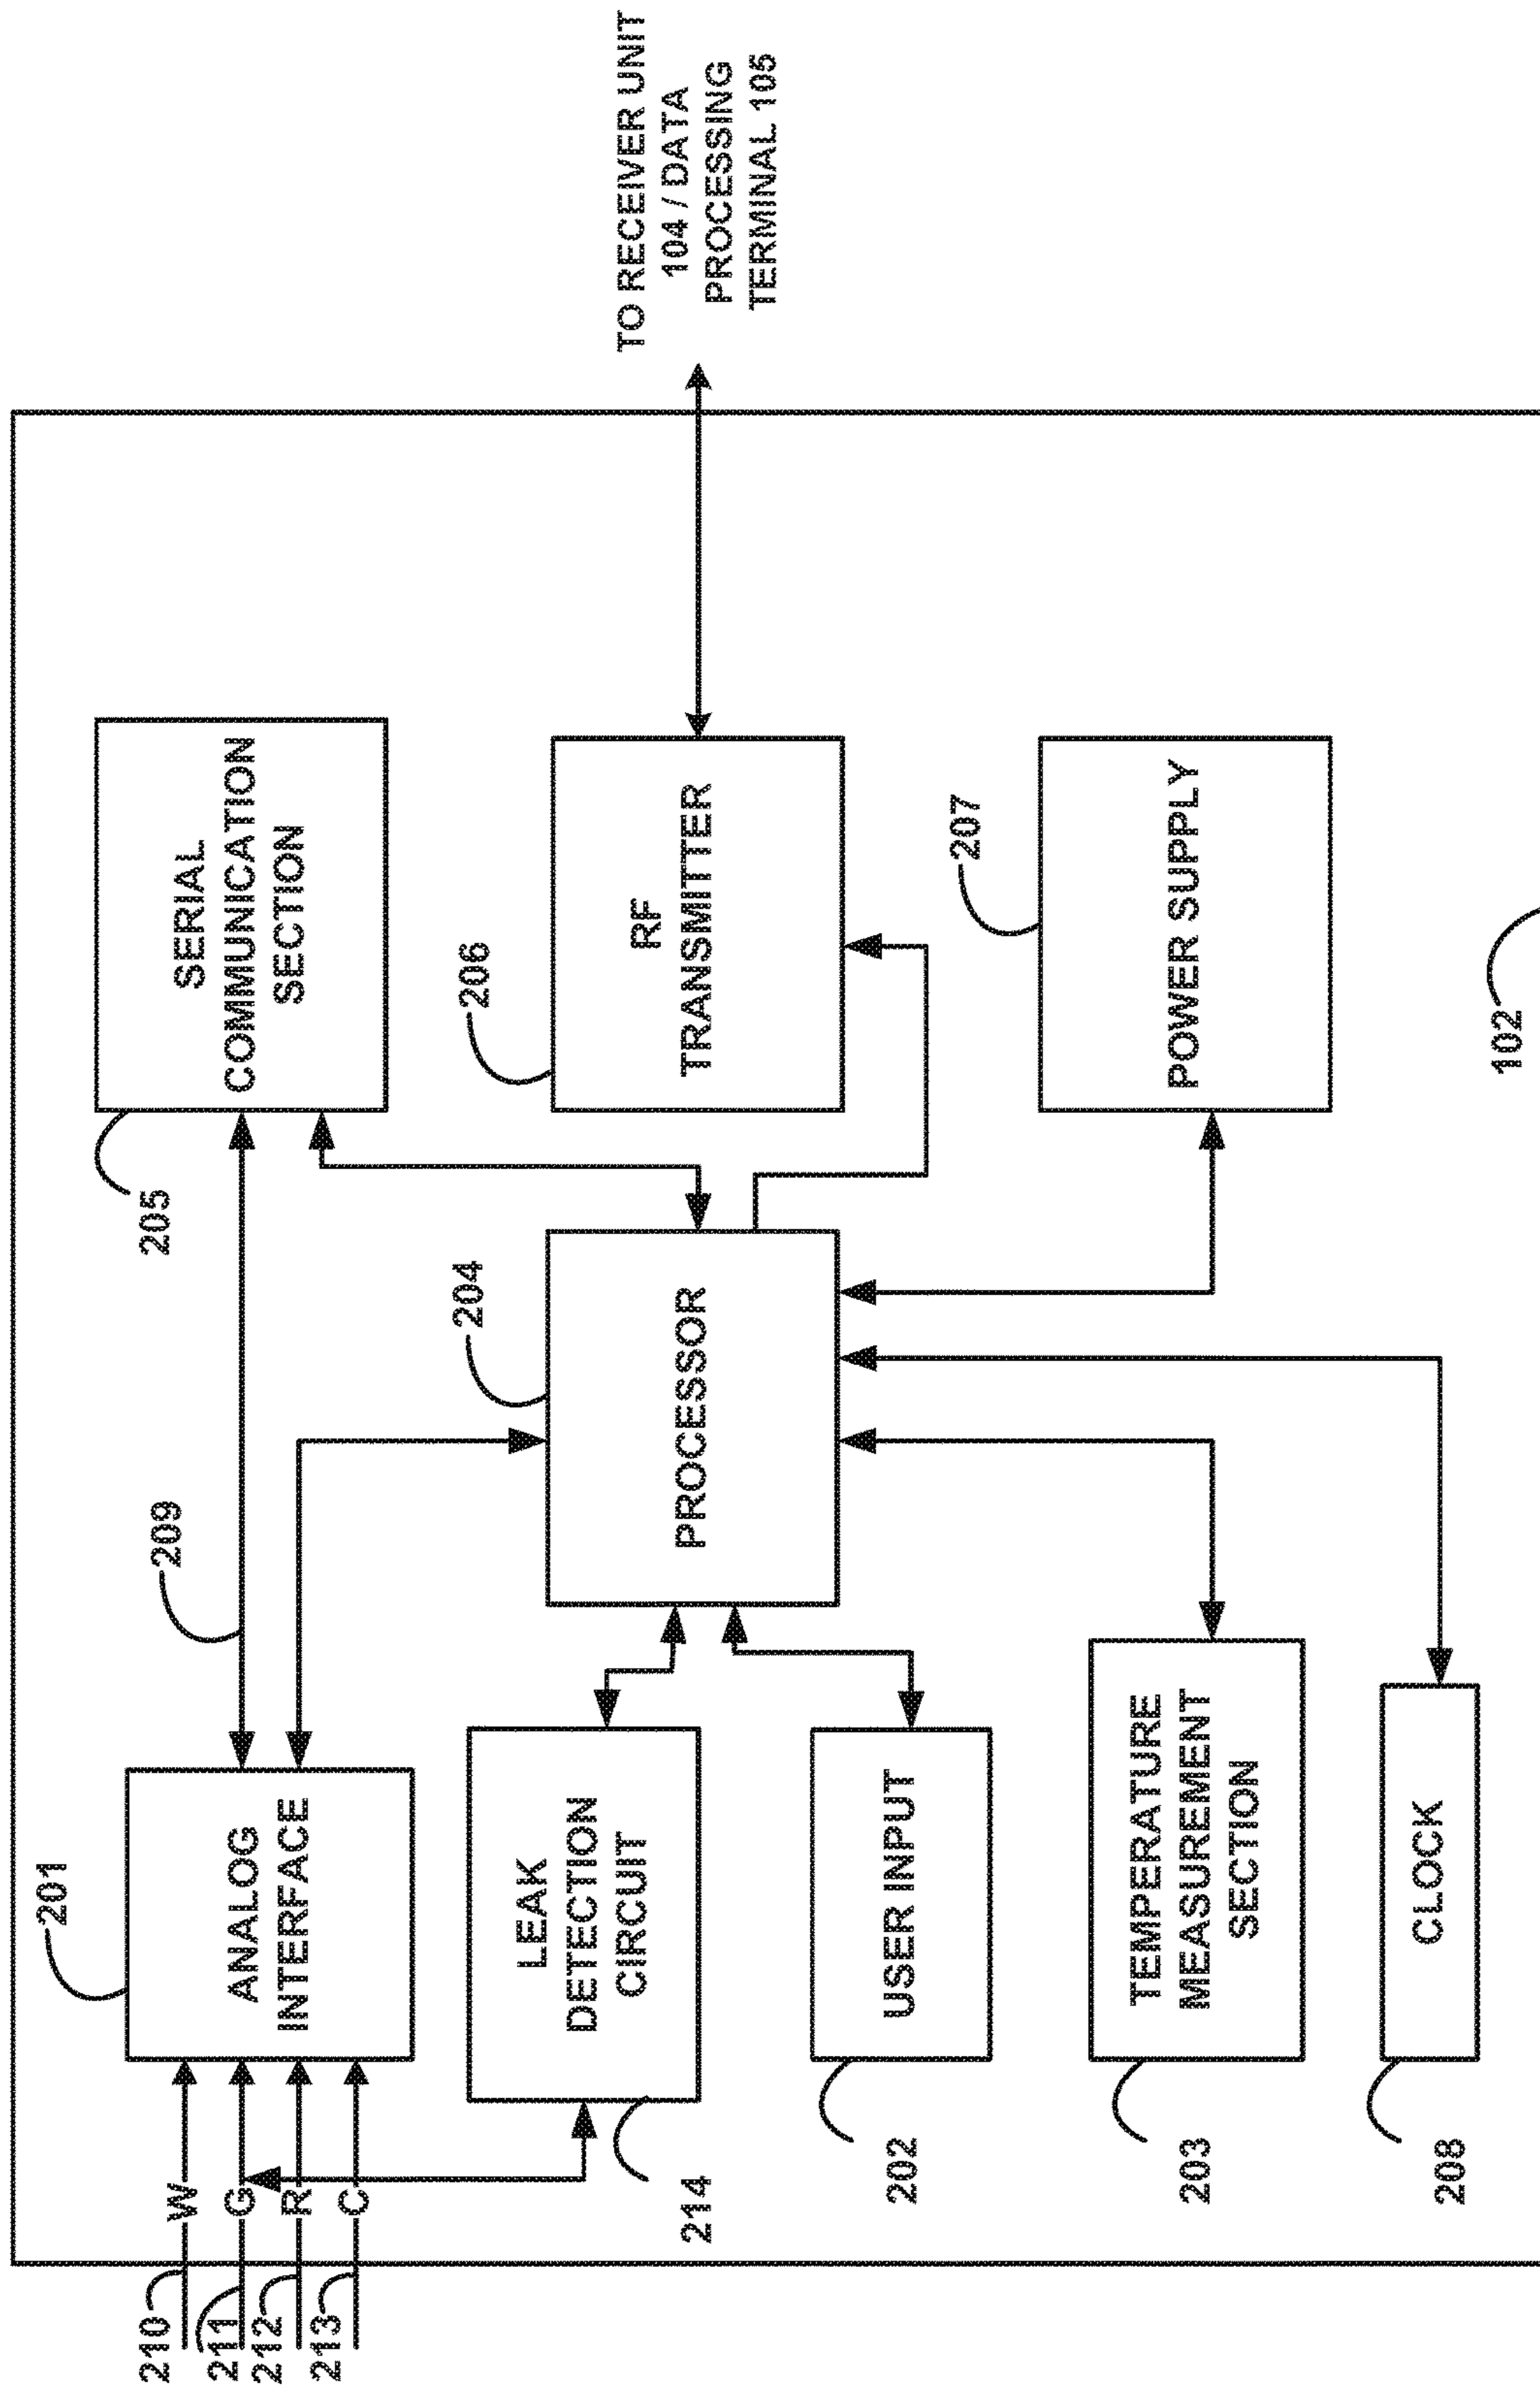 210
W
211
G
212
R
213
C
201
ANALOG
INTERFACE
209
205
SERIAL
COMMUNICATION
SECTION
214
LEAK
DETECTION
CIRCUIT
204
PROCESSOR
206
RF
TRANSMITTER
TO RECEIVER UNIT
104 / DATA
PROCESSING
TERMINAL 105
202
USER INPUT
207
POWER SUPPLY
203
TEMPERATURE
MEASUREMENT
SECTION
208
CLOCK
102